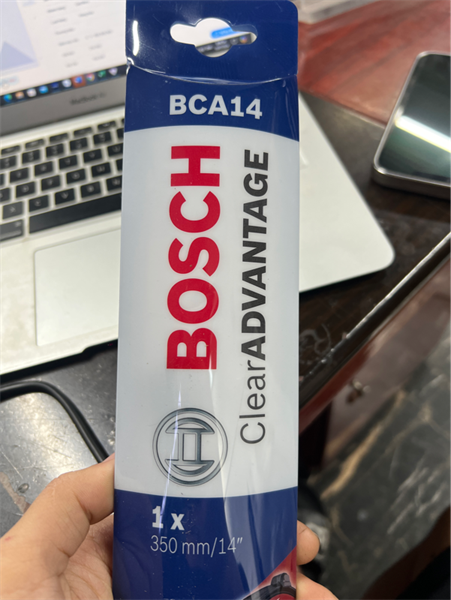 BCA14
BOSCH
ClearADVANTAGE
1 x
350 mm/14"